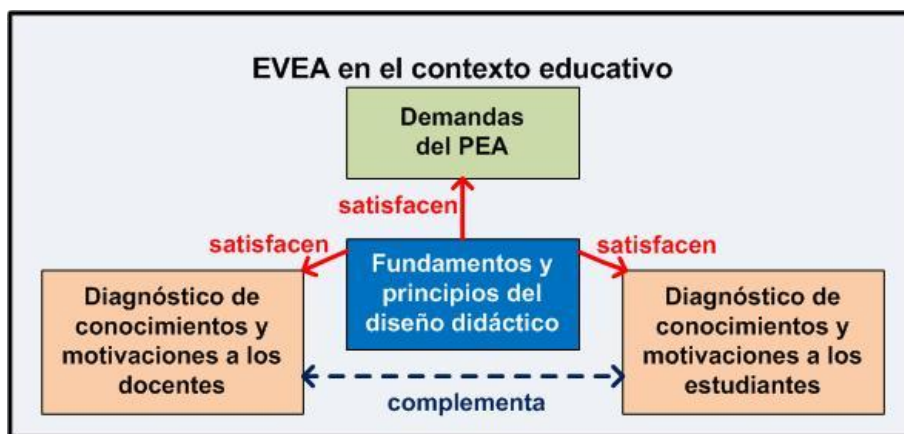 EVEA en el contexto educativo
Demandas
del PEA
satisfacen
satisfacen
satisfacen
Fundamentos y
principios del
diseño didáctico
Diagnóstico de
conocimientos y
motivaciones a los
docentes
Diagnóstico de
conocimientos y
motivaciones a los
estudiantes
complementa